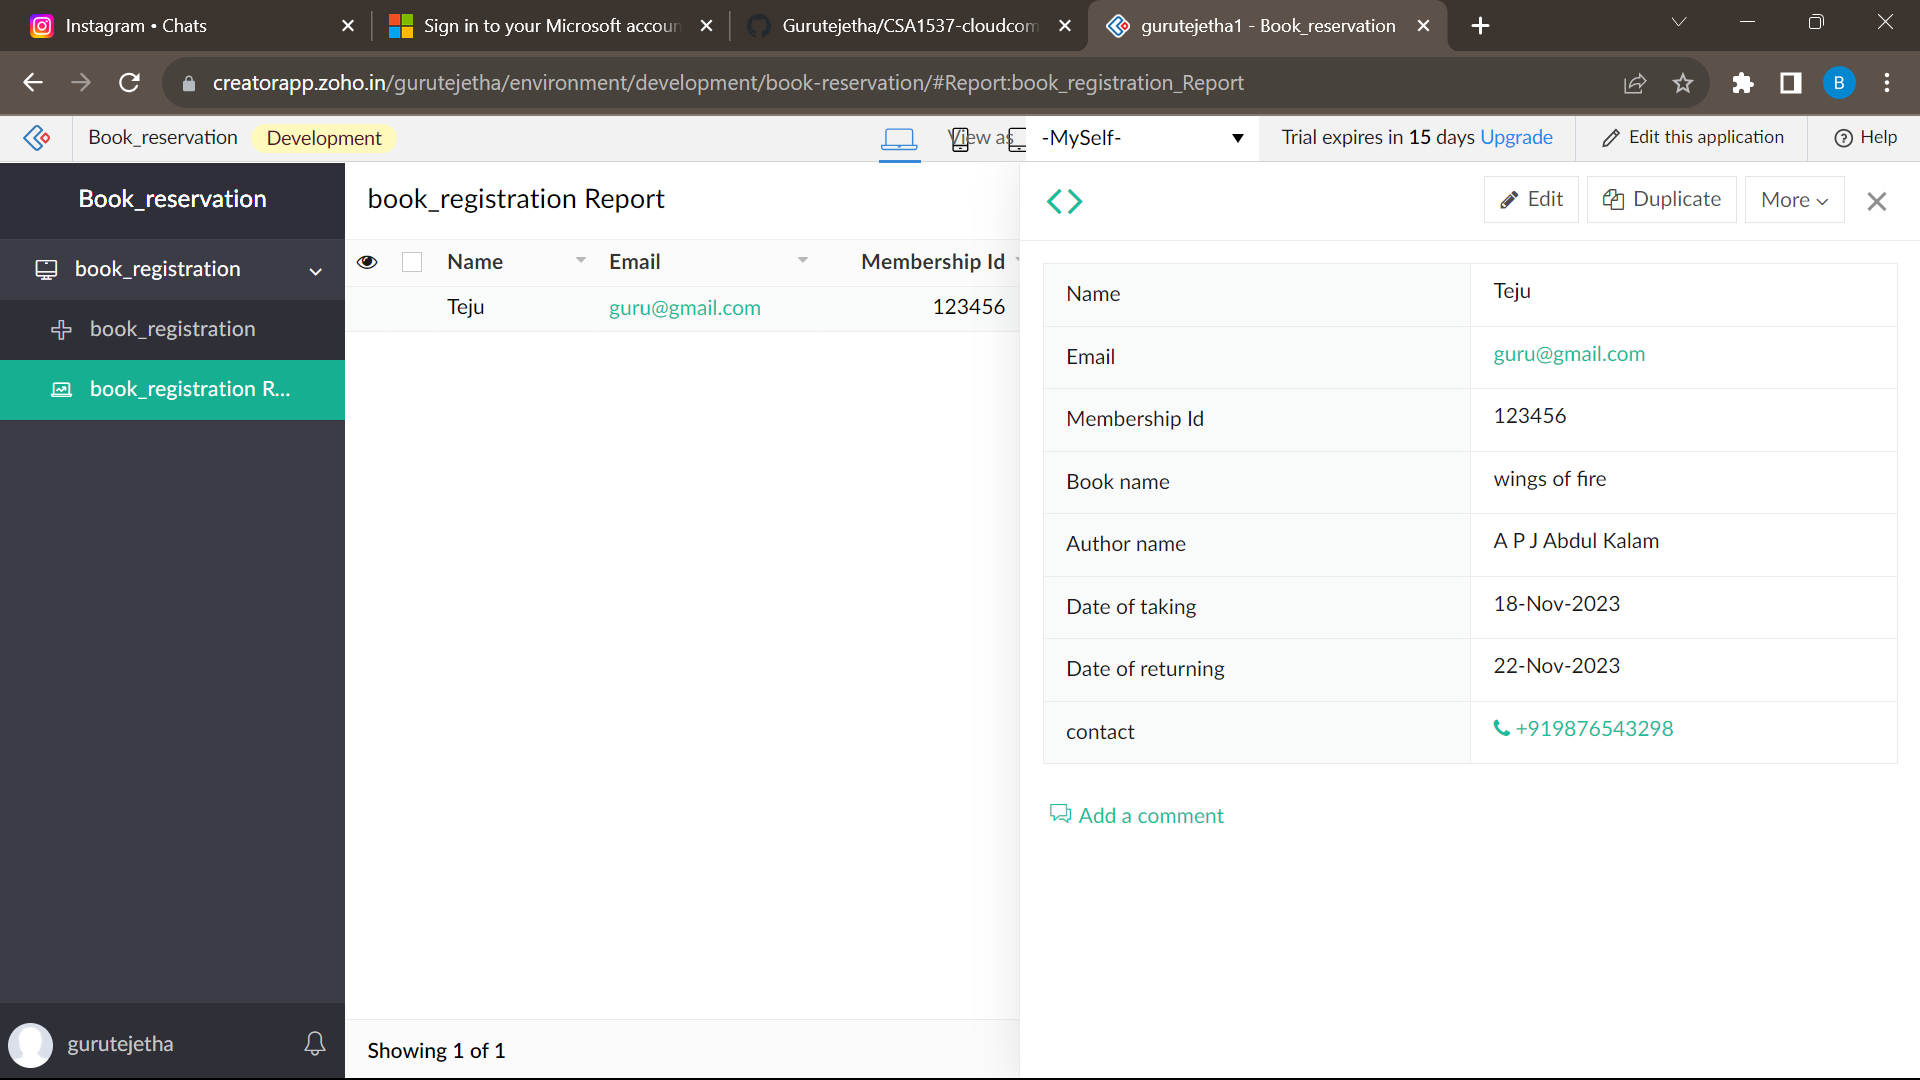 Instagram • Chats
Sign in to your Microsoft accoun
Gurutejetha/CSA1537-cloudcom
gurutejetha1 - Book_reservation
creatorapp.zoho.in/gurutejetha/environment/development/book-reservation/#Report:book_registration_Report
B
Book_reservation
Development
View as
-MySelf-
Trial expires in 15 days Upgrade
Edit this application
Help
Book_reservation
book_registration
book_registration
book_registration R...
gurutejetha
book_registration Report
Name Email Membership Id
Teju guru@gmail.com 123456
Showing 1 of 1
Edit
Duplicate
More
Name Teju
Email guru@gmail.com
Membership Id 123456
Book name wings of fire
Author name A P J Abdul Kalam
Date of taking 18-Nov-2023
Date of returning 22-Nov-2023
contact +919876543298
Add a comment